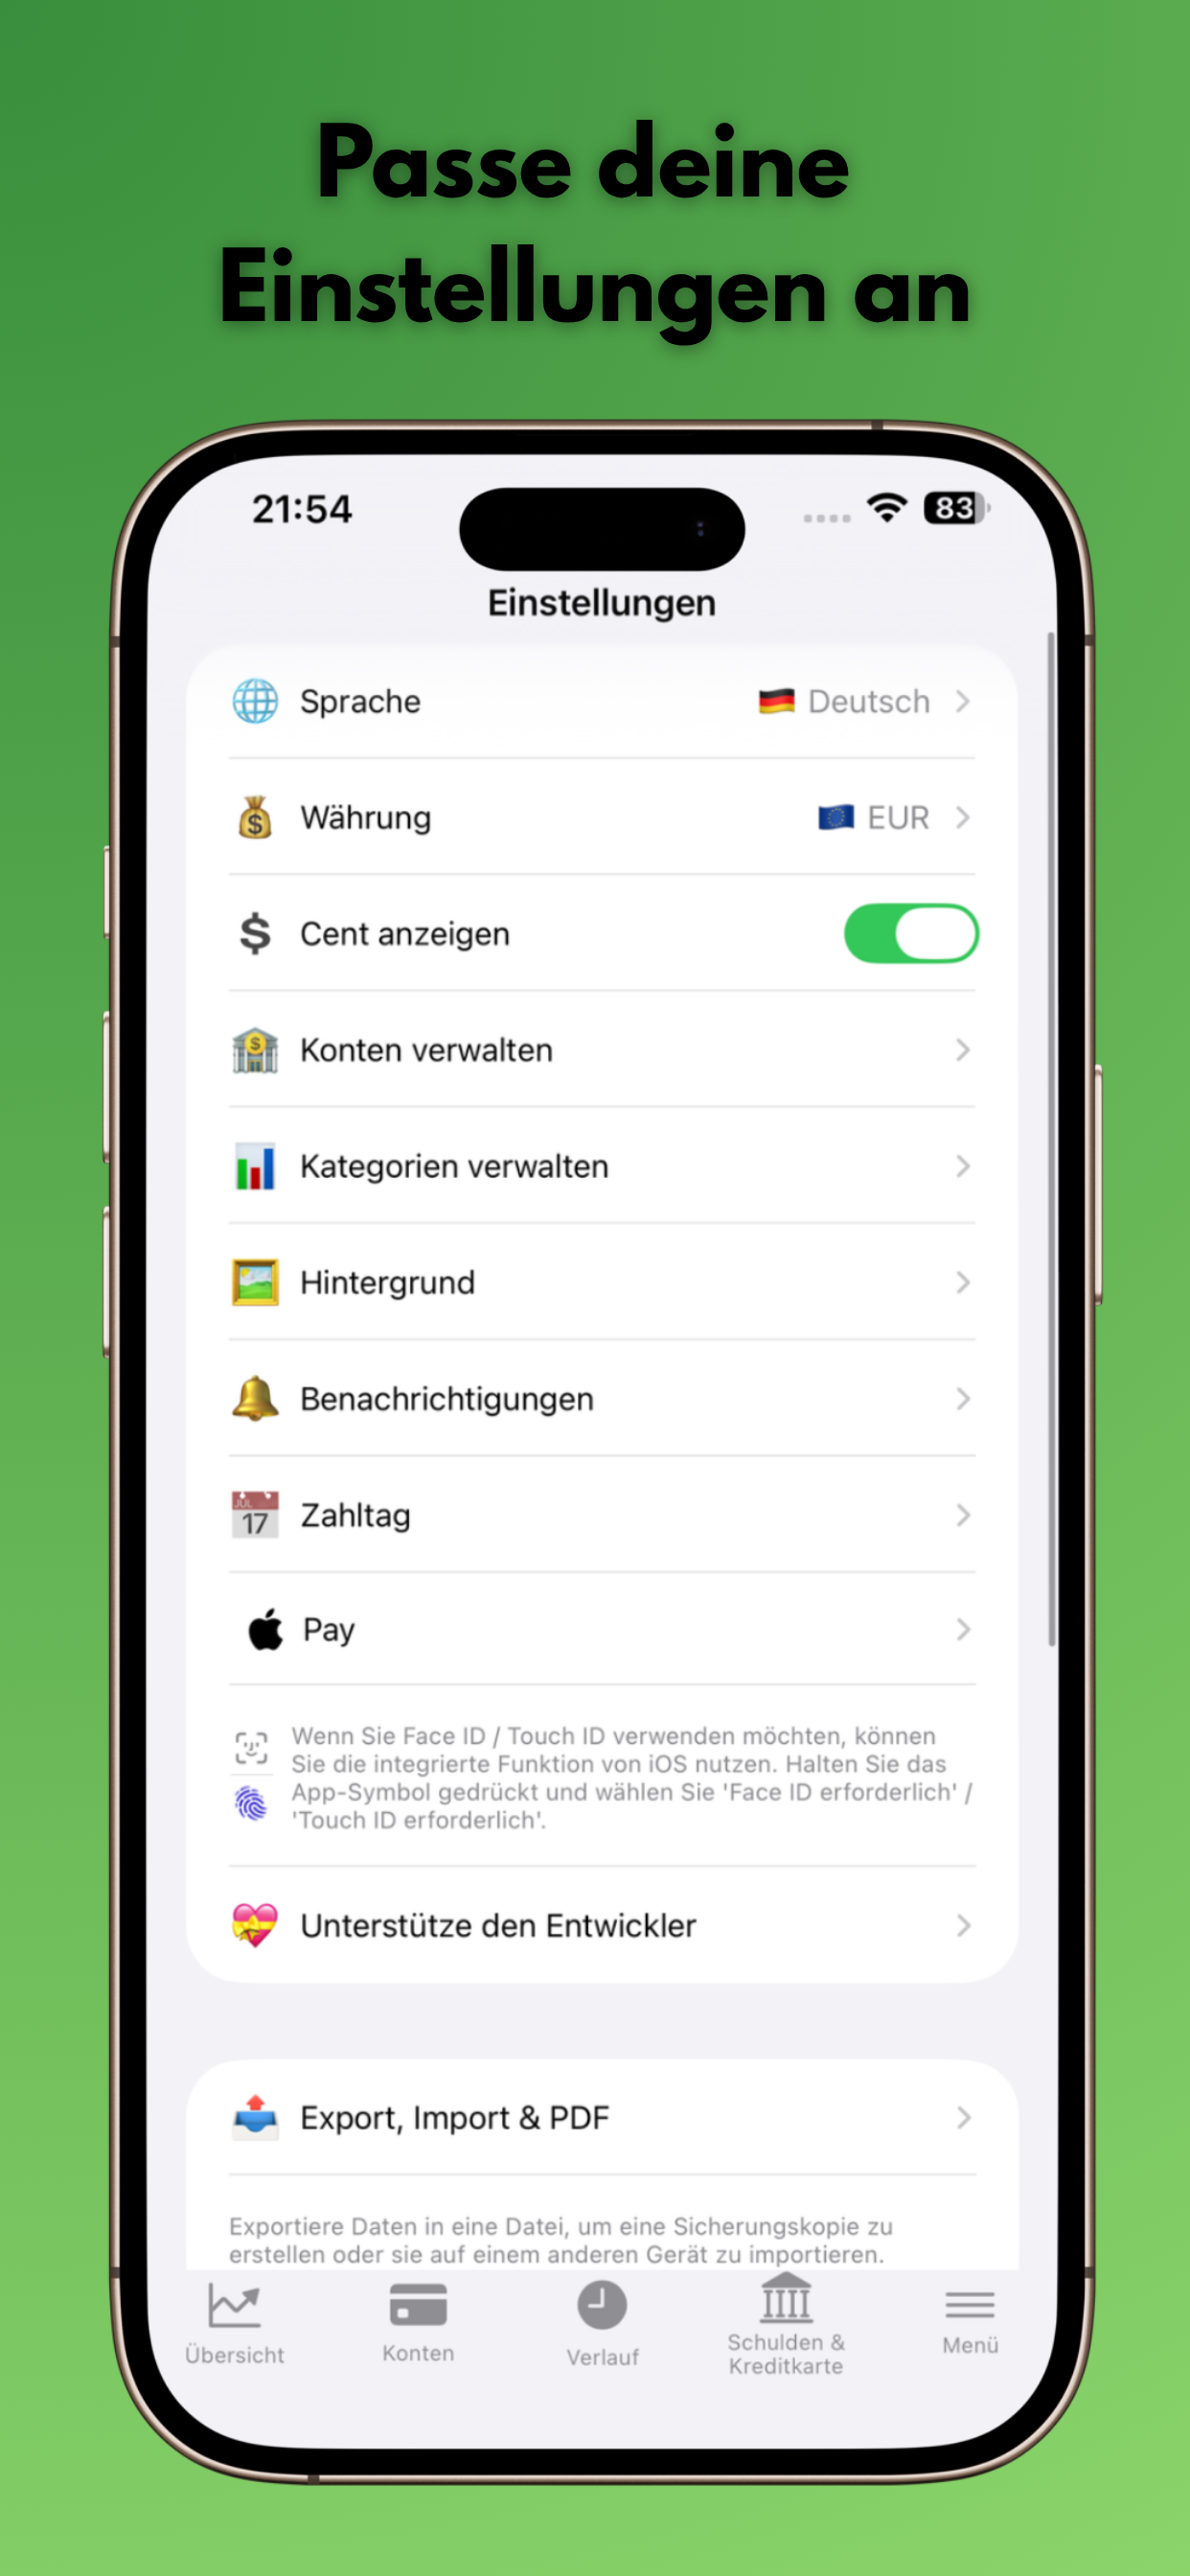 Passe deine
Einstellungen an
21:54
83
Einstellungen
Sprache
Deutsch
$
Währung
EUR
$
Cent anzeigen
$
Konten verwalten
Kategorien verwalten
Hintergrund
Benachrichtigungen
JUL
17
Zahltag
Pay
Wenn Sie Face ID / Touch ID verwenden möchten, können
Sie die integrierte Funktion von iOS nutzen. Halten Sie das
App-Symbol gedrückt und wählen Sie 'Face ID erforderlich' /
'Touch ID erforderlich'.
Unterstütze den Entwickler
Export, Import & PDF
Exportiere Daten in eine Datei, um eine Sicherungskopie zu
erstellen oder sie auf einem anderen Gerät zu importieren.
Übersicht
Konten
Verlauf
Schulden &
Kreditkarte
Menü